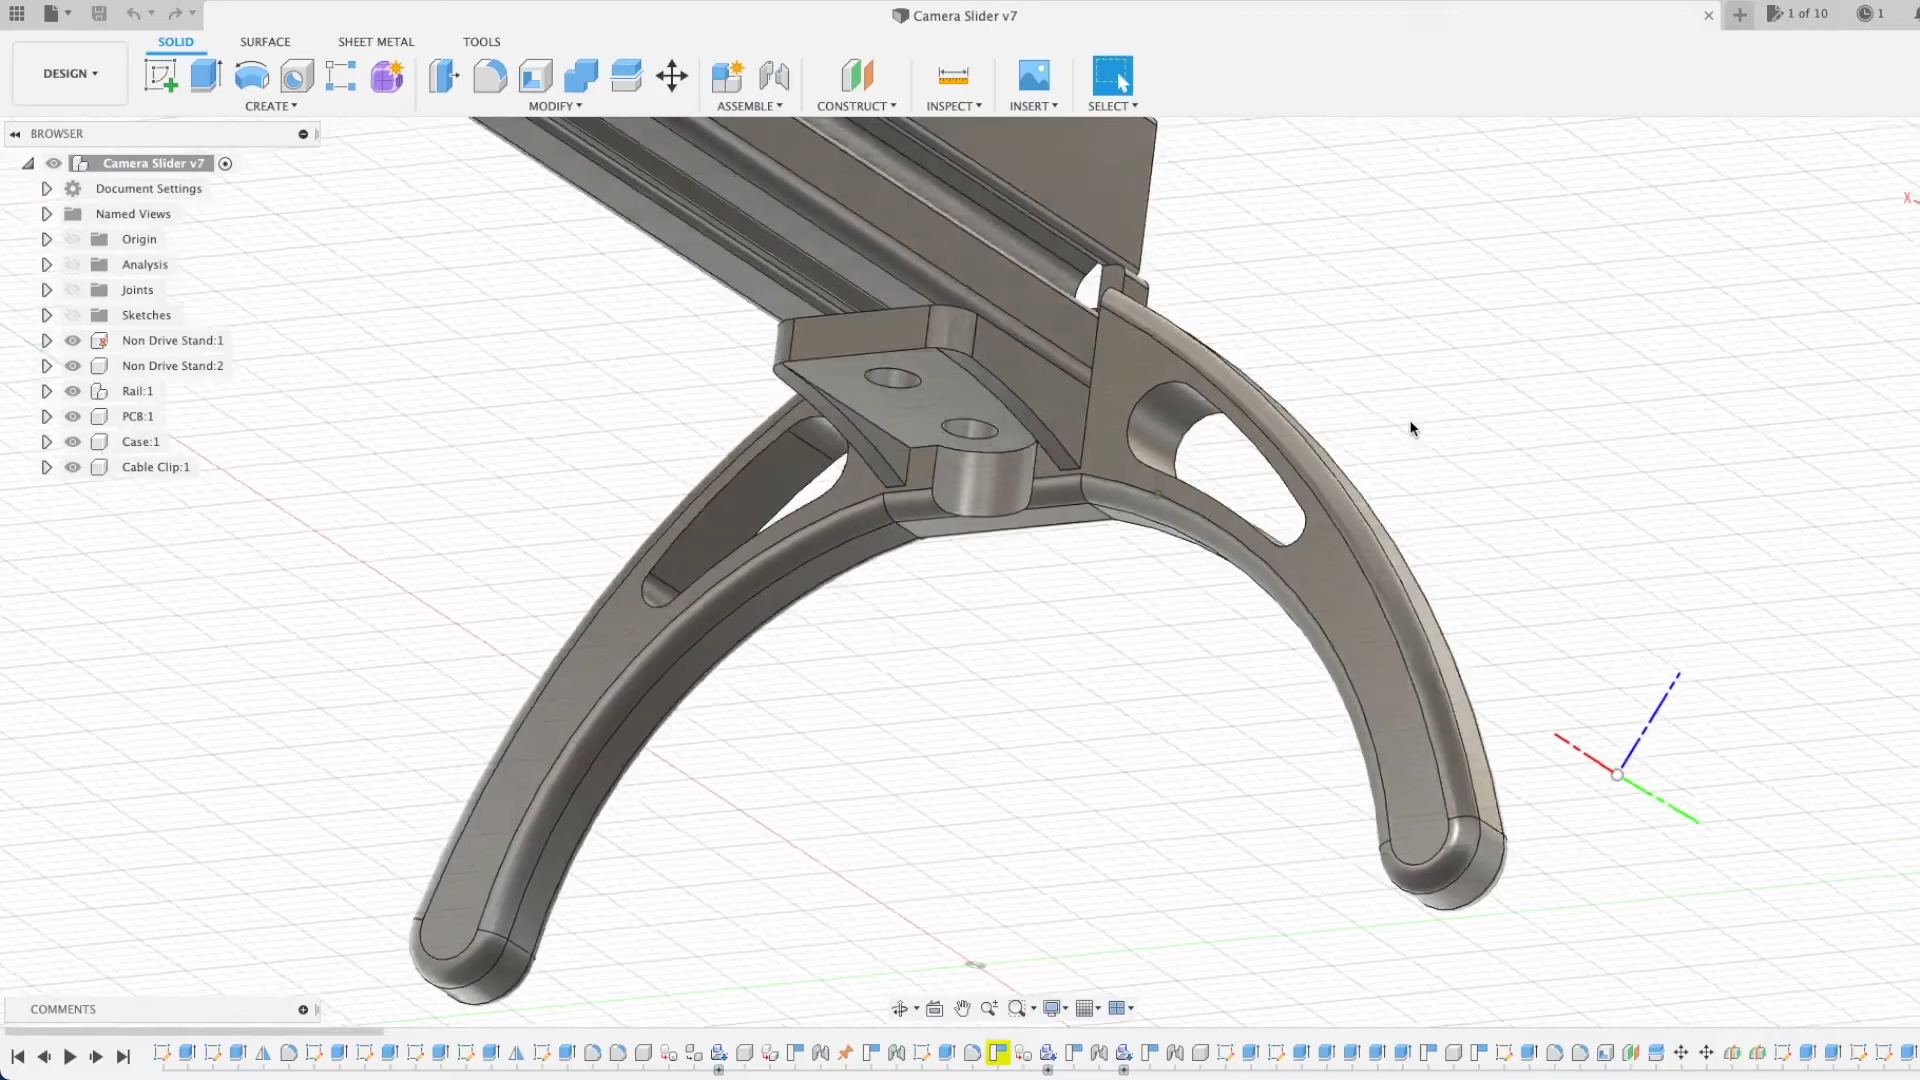 Camera Slider v7
1 of 10
1
SOLID
SURFACE
SHEET METAL
TOOLS
DESIGN
CREATE
MODIFY
ASSEMBLE
CONSTRUCT
INSPECT
INSERT
SELECT
BROWSER
Camera Slider v7
Document Settings
Named Views
Origin
Analysis
Joints
Sketches
Non Drive Stand:1
Non Drive Stand:2
Rail:1
PCB:1
Case:1
Cable Clip:1
X
COMMENTS